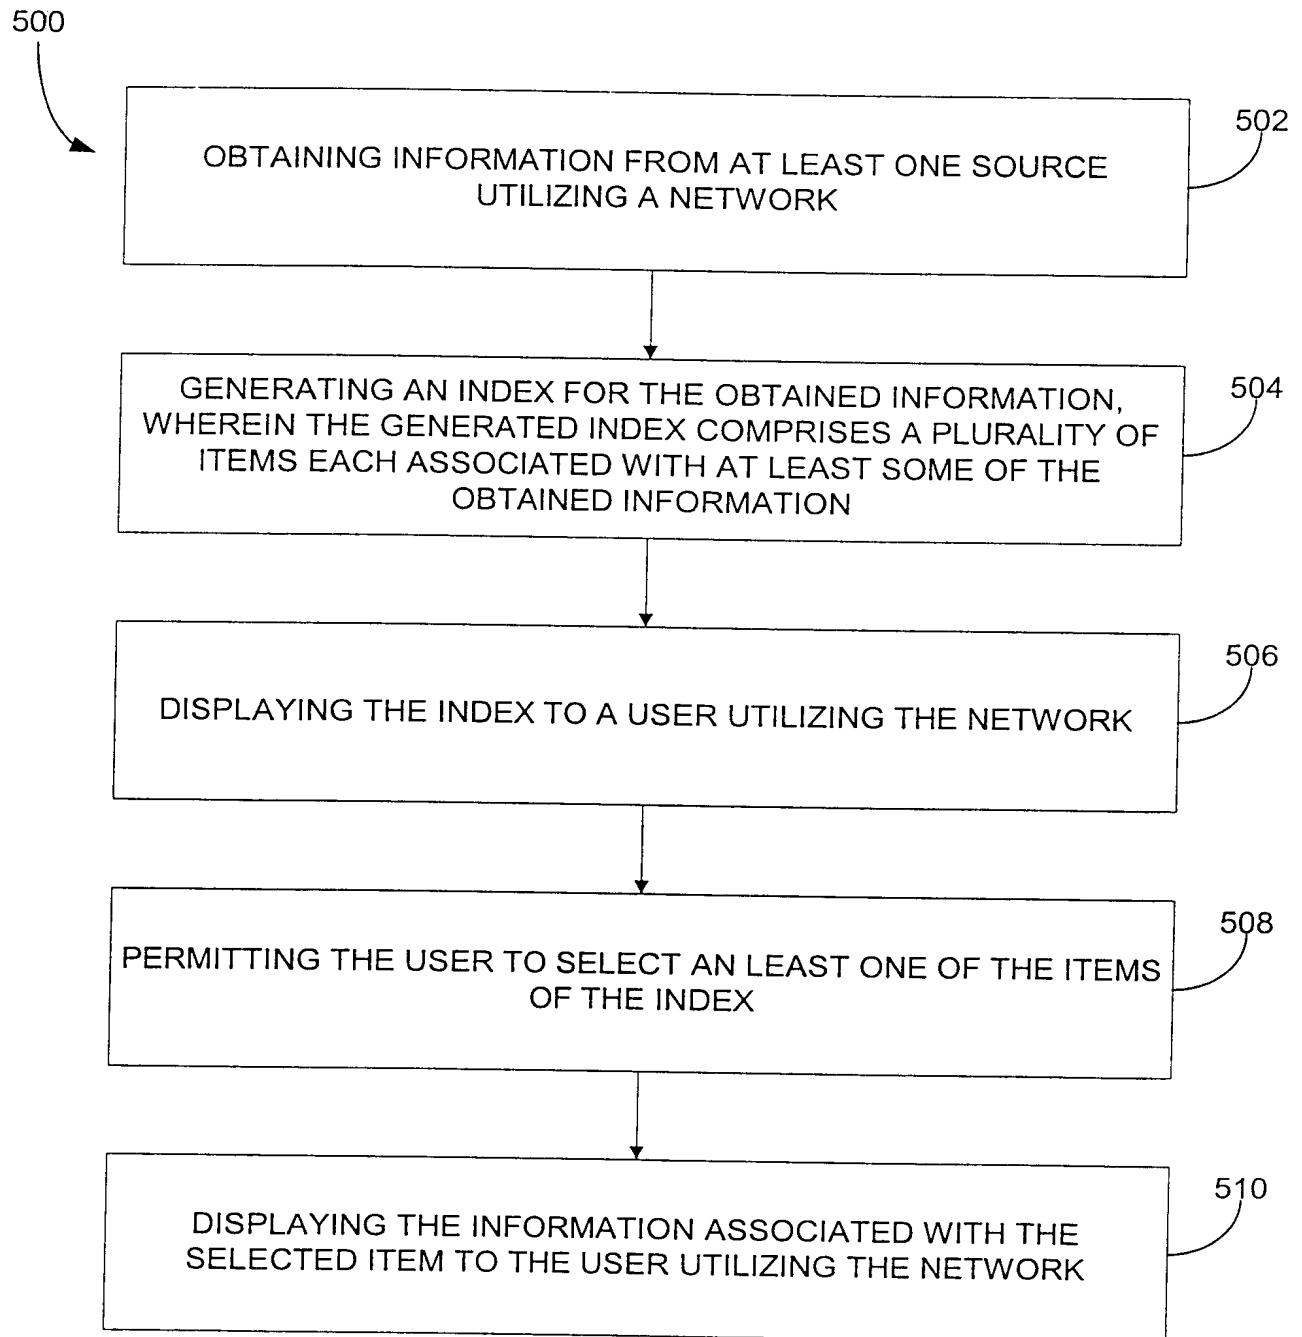 500
502
OBTAINING INFORMATION FROM AT LEAST ONE SOURCE
UTILIZING A NETWORK
504
GENERATING AN INDEX FOR THE OBTAINED INFORMATION,
WHEREIN THE GENERATED INDEX COMPRISES A PLURALITY OF
ITEMS EACH ASSOCIATED WITH AT LEAST SOME OF THE
OBTAINED INFORMATION
506
DISPLAYING THE INDEX TO A USER UTILIZING THE NETWORK
508
PERMITTING THE USER TO SELECT AN LEAST ONE OF THE ITEMS
OF THE INDEX
510
DISPLAYING THE INFORMATION ASSOCIATED WITH THE
SELECTED ITEM TO THE USER UTILIZING THE NETWORK